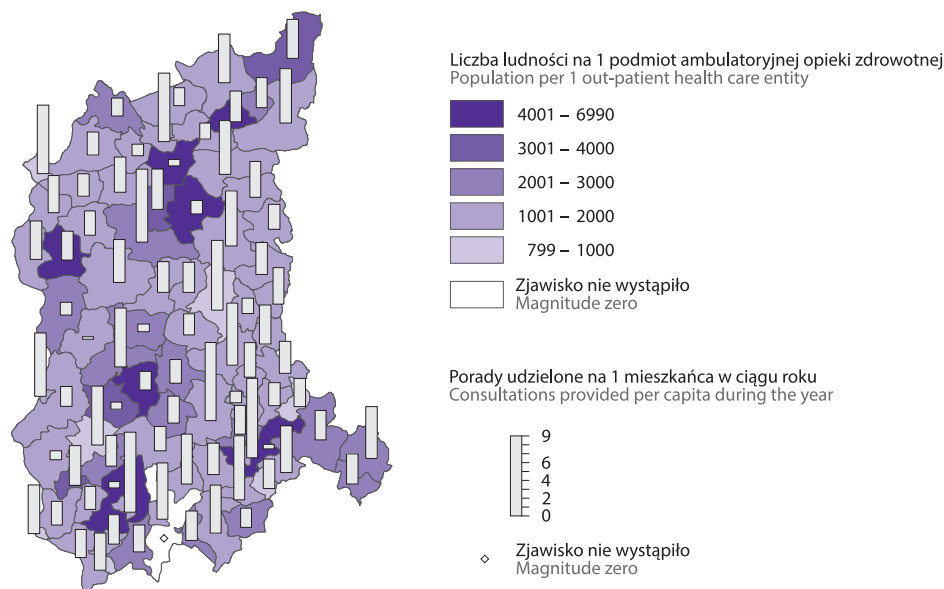 Liczba ludności na 1 podmiot ambulatoryjnej opieki zdrowotnej
Population per 1 out-patient health care entity
4001 – 6990
3001 – 4000
2001 – 3000
1001 – 2000
799 – 1000
Zjawisko nie wystąpiło
Magnitude zero
Porady udzielone na 1 mieszkańca w ciągu roku
Consultations provided per capita during the year
9
6
4
2
0
Zjawisko nie wystąpiło
Magnitude zero